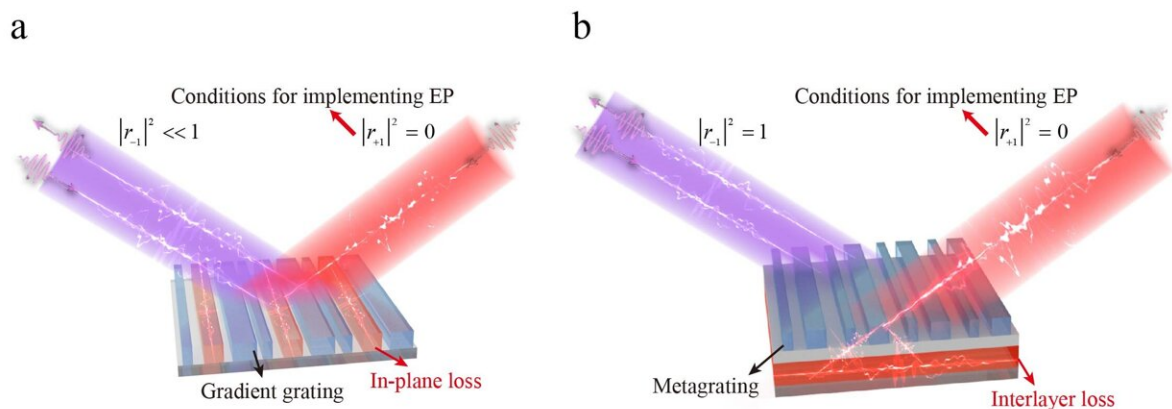 a
Conditions for implementing EP
|r₋₁|² ≪ 1
|r₊₁|² = 0
Gradient grating
In-plane loss
b
Conditions for implementing EP
|r₋₁|² = 1
|r₊₁|² = 0
Metagrating
Interlayer loss